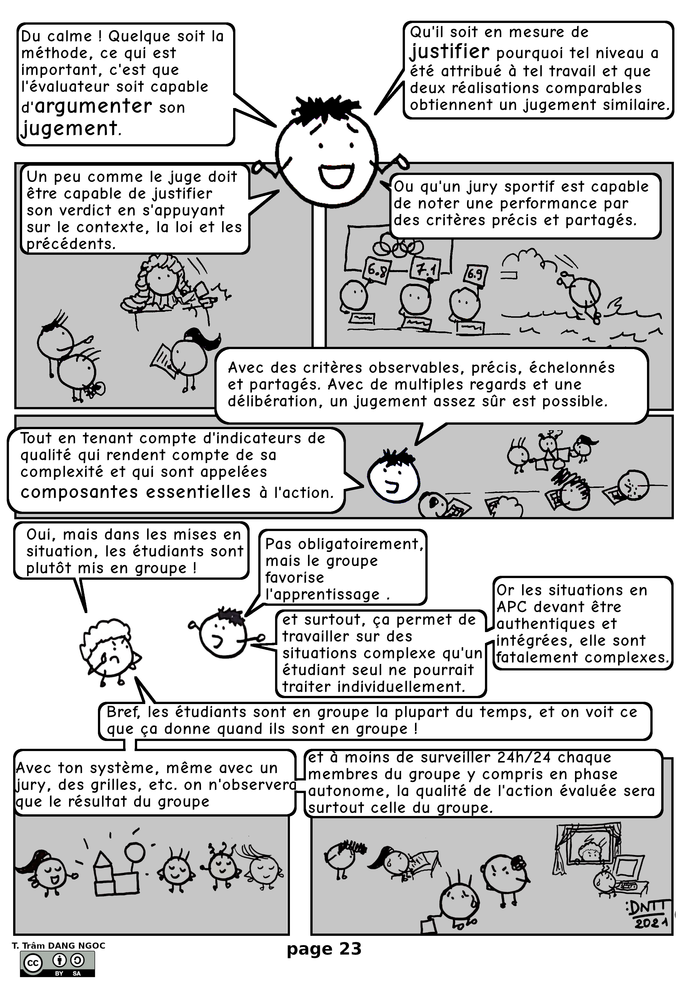 Du calme ! Quelque soit la
méthode, ce qui est
important, c'est que
l'évaluateur soit capable
d'argumenter son
jugement.
Qu'il soit en mesure de
justifier pourquoi tel niveau a
été attribué à tel travail et que
deux réalisations comparables
obtiennent un jugement similaire.
Un peu comme le juge doit
être capable de justifier
son verdict en s'appuyant
sur le contexte, la loi et les
précédents.
Ou qu'un jury sportif est capable
de noter une performance par
des critères précis et partagés.
6.8
7.1
6.9
Avec des critères observables, précis, échelonnés
et partagés. Avec de multiples regards et une
délibération, un jugement assez sûr est possible.
Tout en tenant compte d'indicateurs de
qualité qui rendent compte de sa
complexité et qui sont appelées
composantes essentielles à l'action.
Oui, mais dans les mises en
situation, les étudiants sont
plutôt mis en groupe !
Pas obligatoirement,
mais le groupe
favorise
l'apprentissage .
et surtout, ça permet de
travailler sur des
situations complexe qu'un
étudiant seul ne pourrait
traiter individuellement.
Or les situations en
APC devant être
authentiques et
intégrées, elle sont
fatalement complexes.
Bref, les étudiants sont en groupe la plupart du temps, et on voit ce
que ça donne quand ils sont en groupe !
Avec ton système, même avec un
jury, des grilles, etc. on n'observera
que le résultat du groupe
et à moins de surveiller 24h/24 chaque
membres du groupe y compris en phase
autonome, la qualité de l'action évaluée sera
surtout celle du groupe.
:DNTT
2021
T. Trâm DANG NGOC
cc BY SA
page 23